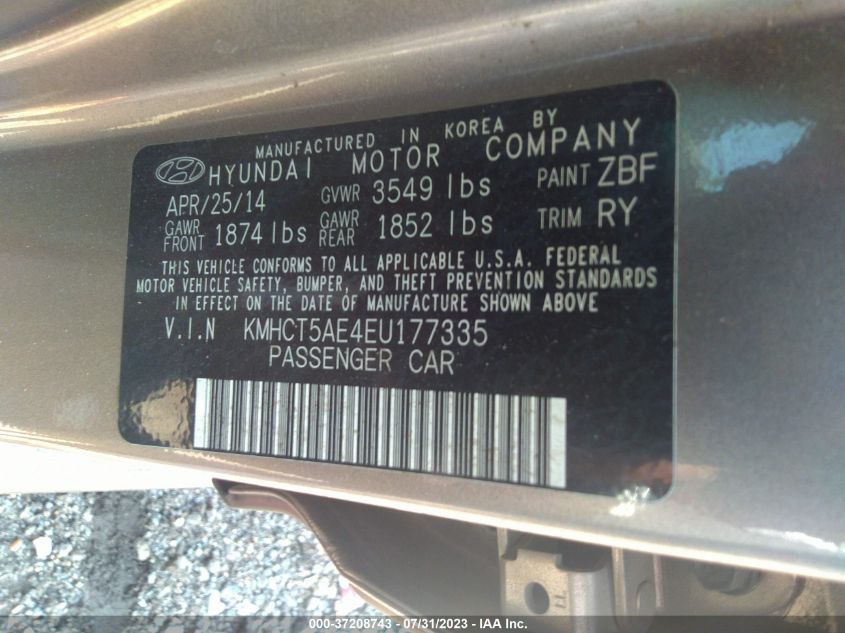 MANUFACTURED IN KOREA BY
HYUNDAI MOTOR COMPANY
APR/25/14 GVWR 3549 lbs PAINT ZBF
GAWR FRONT 1874 lbs GAWR REAR 1852 lbs TRIM RY
THIS VEHICLE CONFORMS TO ALL APPLICABLE U.S.A. FEDERAL
MOTOR VEHICLE SAFETY, BUMPER, AND THEFT PREVENTION STANDARDS
IN EFFECT ON THE DATE OF MANUFACTURE SHOWN ABOVE
V.I.N KMHCT5AE4EU177335
PASSENGER CAR
000-37208743 - 07/31/2023 - IAA Inc.